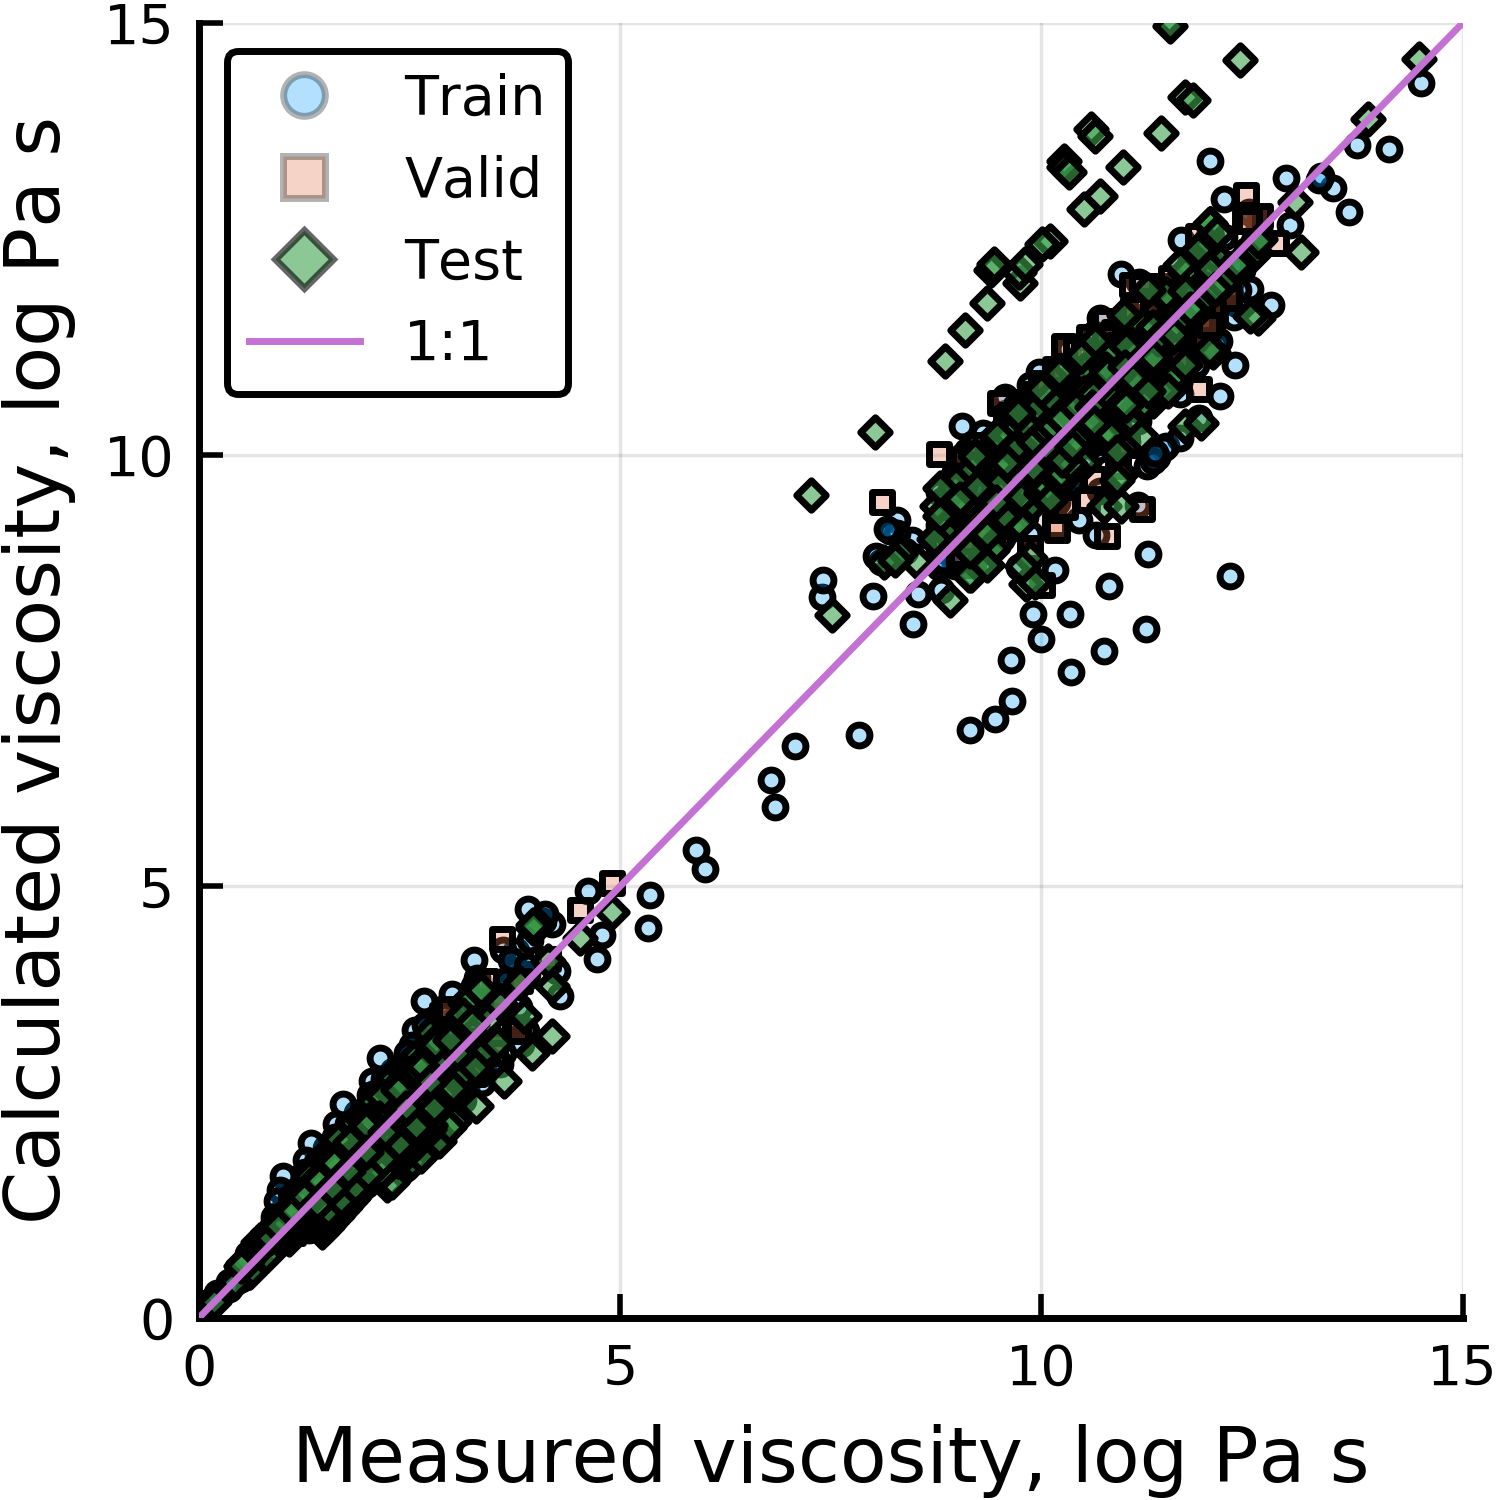 15
10
5
0
Calculated viscosity, log Pa s
Train
Valid
Test
1:1
0 5 10 15
Measured viscosity, log Pa s